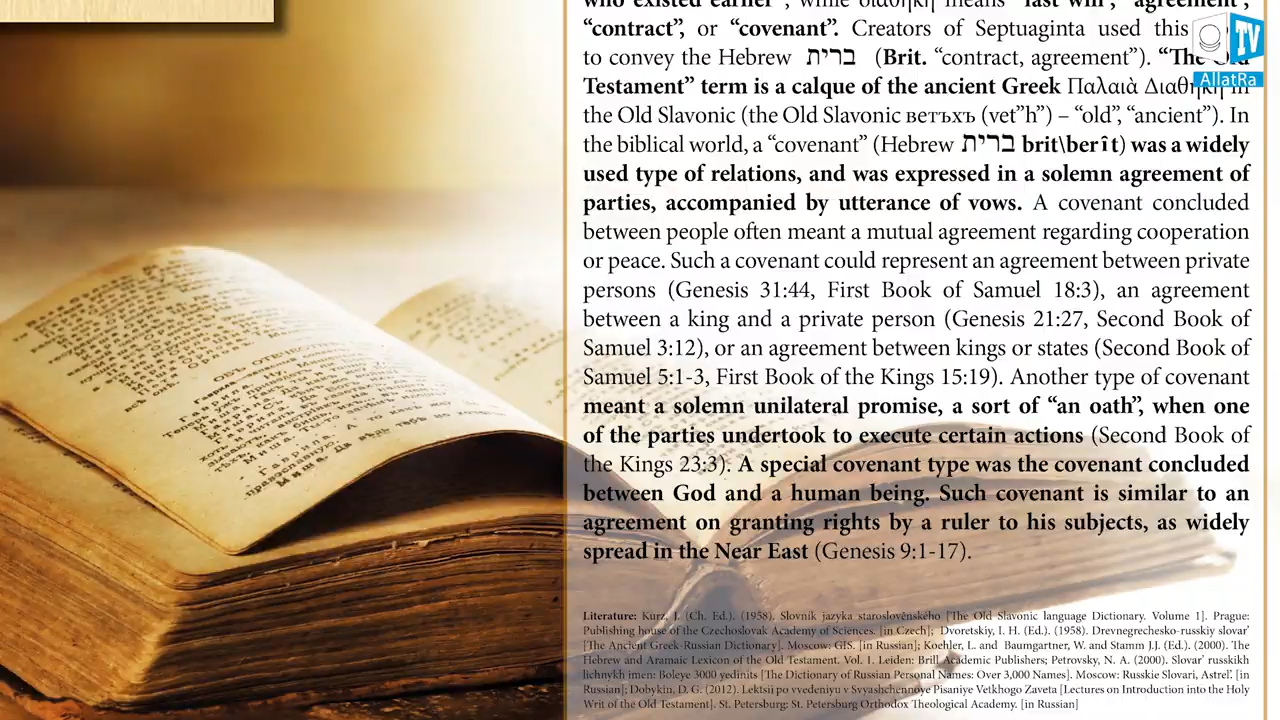 who existed earlier", while διαθήκη means "last will", "agreement",
"contract", or "covenant". Creators of Septuaginta used this
to convey the Hebrew ברית (Brit. "contract, agreement"). "The Old
Testament" term is a calque of the ancient Greek Παλαιὰ Διαθήκη in
the Old Slavonic (the Old Slavonic ветъхъ (vet"h") – "old", "ancient"). In
the biblical world, a "covenant" (Hebrew ברית brit\berît) was a widely
used type of relations, and was expressed in a solemn agreement of
parties, accompanied by utterance of vows. A covenant concluded
between people often meant a mutual agreement regarding cooperation
or peace. Such a covenant could represent an agreement between private
persons (Genesis 31:44, First Book of Samuel 18:3), an agreement
between a king and a private person (Genesis 21:27, Second Book of
Samuel 3:12), or an agreement between kings or states (Second Book of
Samuel 5:1-3, First Book of the Kings 15:19). Another type of covenant
meant a solemn unilateral promise, a sort of "an oath", when one
of the parties undertook to execute certain actions (Second Book of
the Kings 23:3). A special covenant type was the covenant concluded
between God and a human being. Such covenant is similar to an
agreement on granting rights by a ruler to his subjects, as widely
spread in the Near East (Genesis 9:1-17).
Literature: Kurz, J. (Ch. Ed.). (1958). Slovník jazyka staroslověnského [The Old Slavonic language Dictionary. Volume 1]. Prague:
Publishing house of the Czechoslovak Academy of Sciences. [in Czech]; Dvoretskiy, I. H. (Ed.). (1958). Drevnegrechesko-russkiy slovar'
[The Ancient Greek-Russian Dictionary]. Moscow: GIS. [in Russian]; Koehler, L. and Baumgartner, W. and Stamm J.J. (Ed.). (2000). The
Hebrew and Aramaic Lexicon of the Old Testament. Vol. 1. Leiden: Brill Academic Publishers; Petrovsky, N. A. (2000). Slovar' russkikh
lichnykh imen: Boleye 3000 yedinits [The Dictionary of Russian Personal Names: Over 3,000 Names]. Moscow: Russkie Slovari, Astrel'. [in
Russian]; Dobykin, D. G. (2012). Lektsii po vvedeniyu v Svyashchennoye Pisaniye Vetkhogo Zaveta [Lectures on Introduction into the Holy
Writ of the Old Testament]. St. Petersburg: St. Petersburg Orthodox Theological Academy. [in Russian]
TV
AllatRa